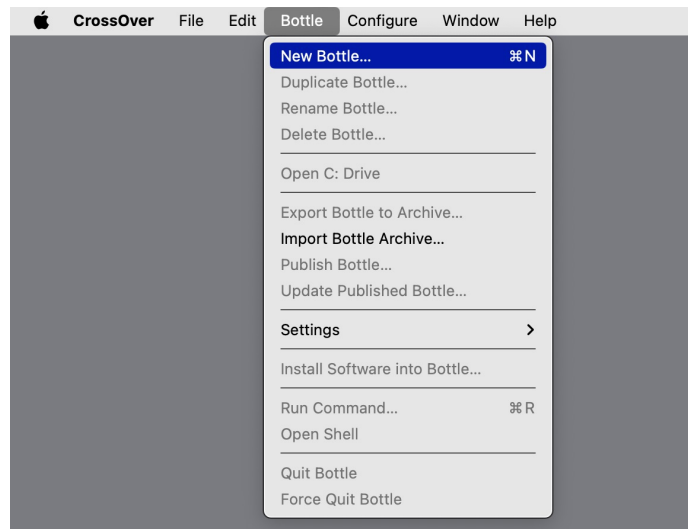 CrossOver File Edit Bottle Configure Window Help
New Bottle... ⌘N
Duplicate Bottle...
Rename Bottle...
Delete Bottle...
Open C: Drive
Export Bottle to Archive...
Import Bottle Archive...
Publish Bottle...
Update Published Bottle...
Settings >
Install Software into Bottle...
Run Command... ⌘R
Open Shell
Quit Bottle
Force Quit Bottle